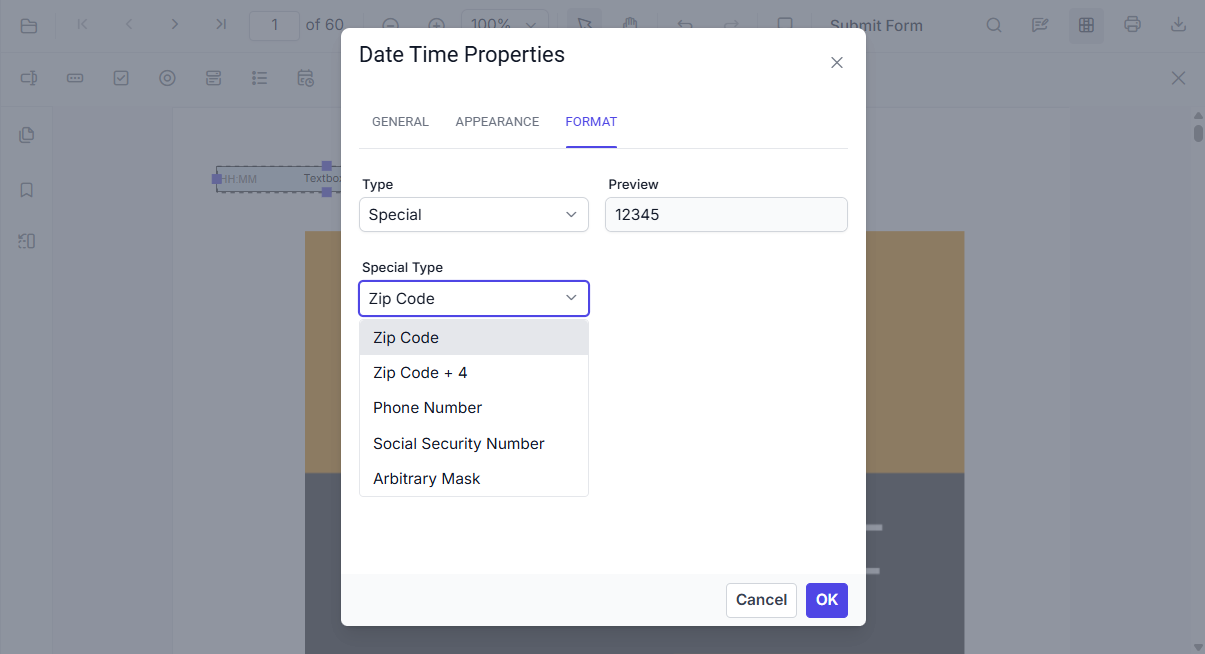 1 of 60 100% Submit Form
Date Time Properties
GENERAL APPEARANCE FORMAT
HH:MM Textbo
Type Preview
Special 12345
Special Type
Zip Code
Zip Code
Zip Code + 4
Phone Number
Social Security Number
Arbitrary Mask
Cancel OK